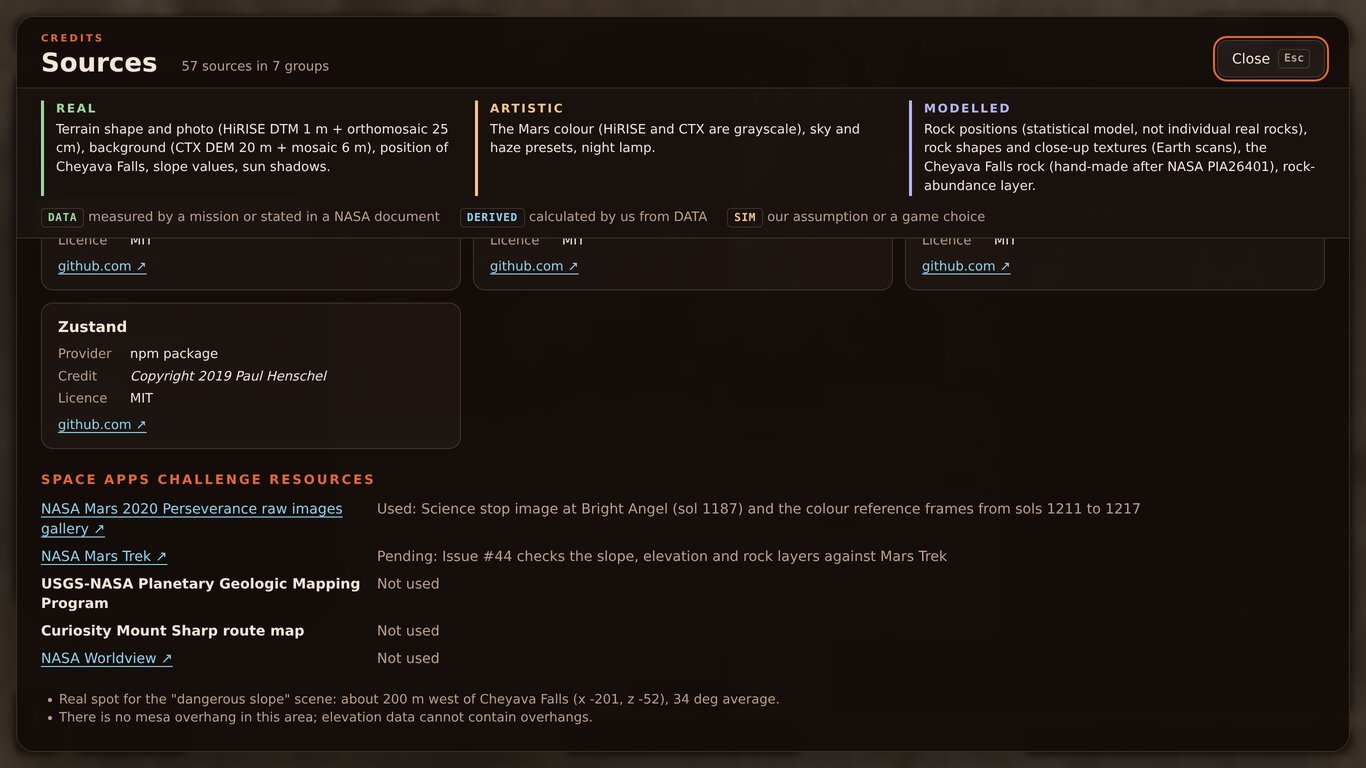 CREDITS
Sources 57 sources in 7 groups
Close Esc
REAL
Terrain shape and photo (HiRISE DTM 1 m + orthomosaic 25
cm), background (CTX DEM 20 m + mosaic 6 m), position of
Cheyava Falls, slope values, sun shadows.
ARTISTIC
The Mars colour (HiRISE and CTX are grayscale), sky and
haze presets, night lamp.
MODELLED
Rock positions (statistical model, not individual real rocks),
rock shapes and close-up textures (Earth scans), the
Cheyava Falls rock (hand-made after NASA PIA26401), rock-
abundance layer.
DATA measured by a mission or stated in a NASA document DERIVED calculated by us from DATA SIM our assumption or a game choice
Licence MIT Licence MIT Licence MIT
github.com ↗ github.com ↗ github.com ↗
Zustand
Provider npm package
Credit Copyright 2019 Paul Henschel
Licence MIT
github.com ↗
SPACE APPS CHALLENGE RESOURCES
NASA Mars 2020 Perseverance raw images
gallery ↗
Used: Science stop image at Bright Angel (sol 1187) and the colour reference frames from sols 1211 to 1217
NASA Mars Trek ↗ Pending: Issue #44 checks the slope, elevation and rock layers against Mars Trek
USGS-NASA Planetary Geologic Mapping
Program
Not used
Curiosity Mount Sharp route map Not used
NASA Worldview ↗ Not used
• Real spot for the "dangerous slope" scene: about 200 m west of Cheyava Falls (x -201, z -52), 34 deg average.
• There is no mesa overhang in this area; elevation data cannot contain overhangs.